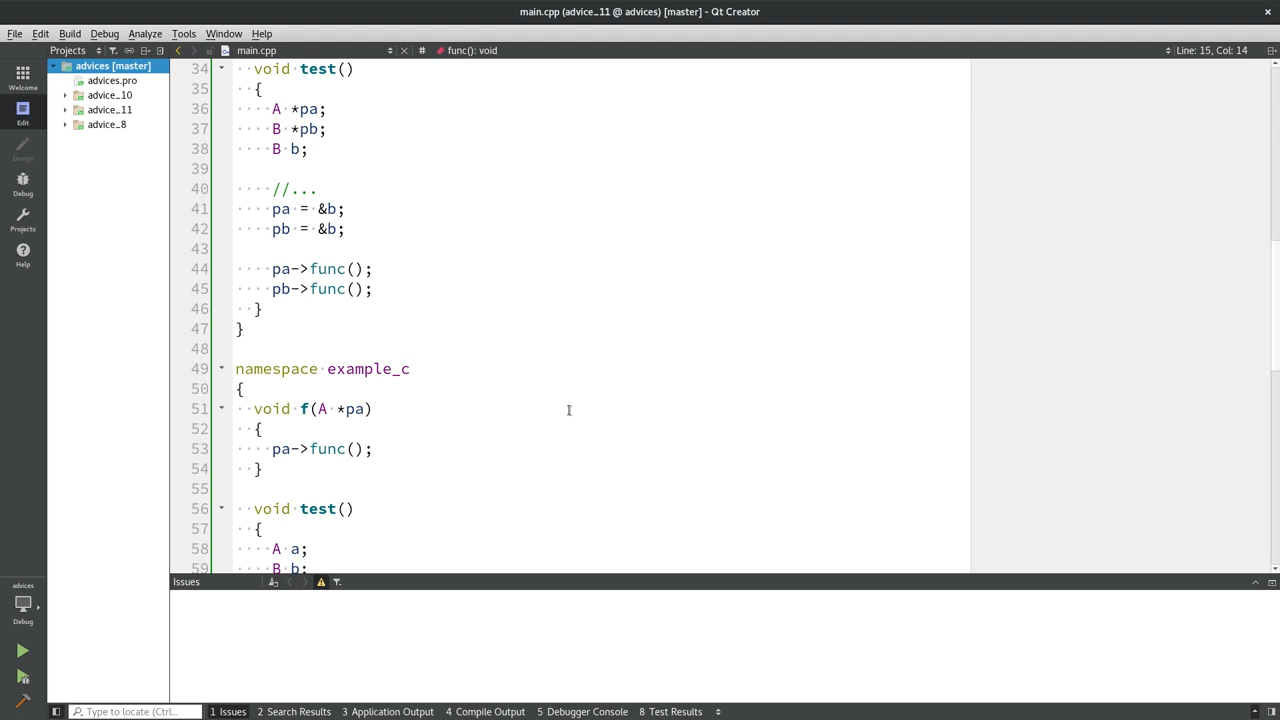 main.cpp (advice_11 @ advices) [master] - Qt Creator
File Edit Build Debug Analyze Tools Window Help
Projects main.cpp # func(): void Line: 15, Col: 14
Welcome
Edit
Design
Debug
Projects
Help
advices
Debug
advices [master]
advices.pro
advice_10
advice_11
advice_8
34 void test()
35 {
36 A *pa;
37 B *pb;
38 B b;
39
40 //...
41 pa = &b;
42 pb = &b;
43
44 pa->func();
45 pb->func();
46 }
47 }
48
49 namespace example_c
50 {
51 void f(A *pa)
52 {
53 pa->func();
54 }
55
56 void test()
57 {
58 A a;
59 B b;
Issues
Type to locate (Ctrl... 1 Issues 2 Search Results 3 Application Output 4 Compile Output 5 Debugger Console 8 Test Results